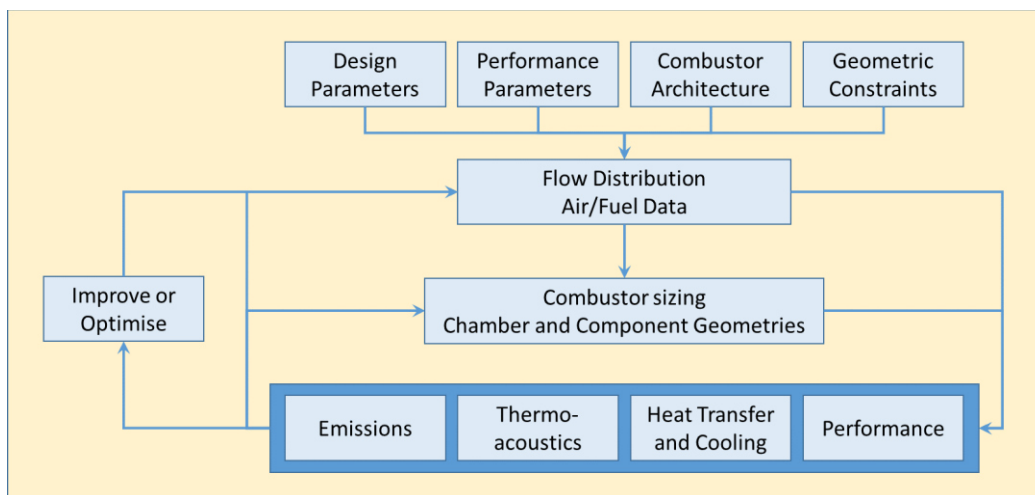 Design
Parameters
Performance
Parameters
Combustor
Architecture
Geometric
Constraints
Flow Distribution
Air/Fuel Data
Improve or
Optimise
Combustor sizing
Chamber and Component Geometries
Emissions
Thermo-
acoustics
Heat Transfer
and Cooling
Performance